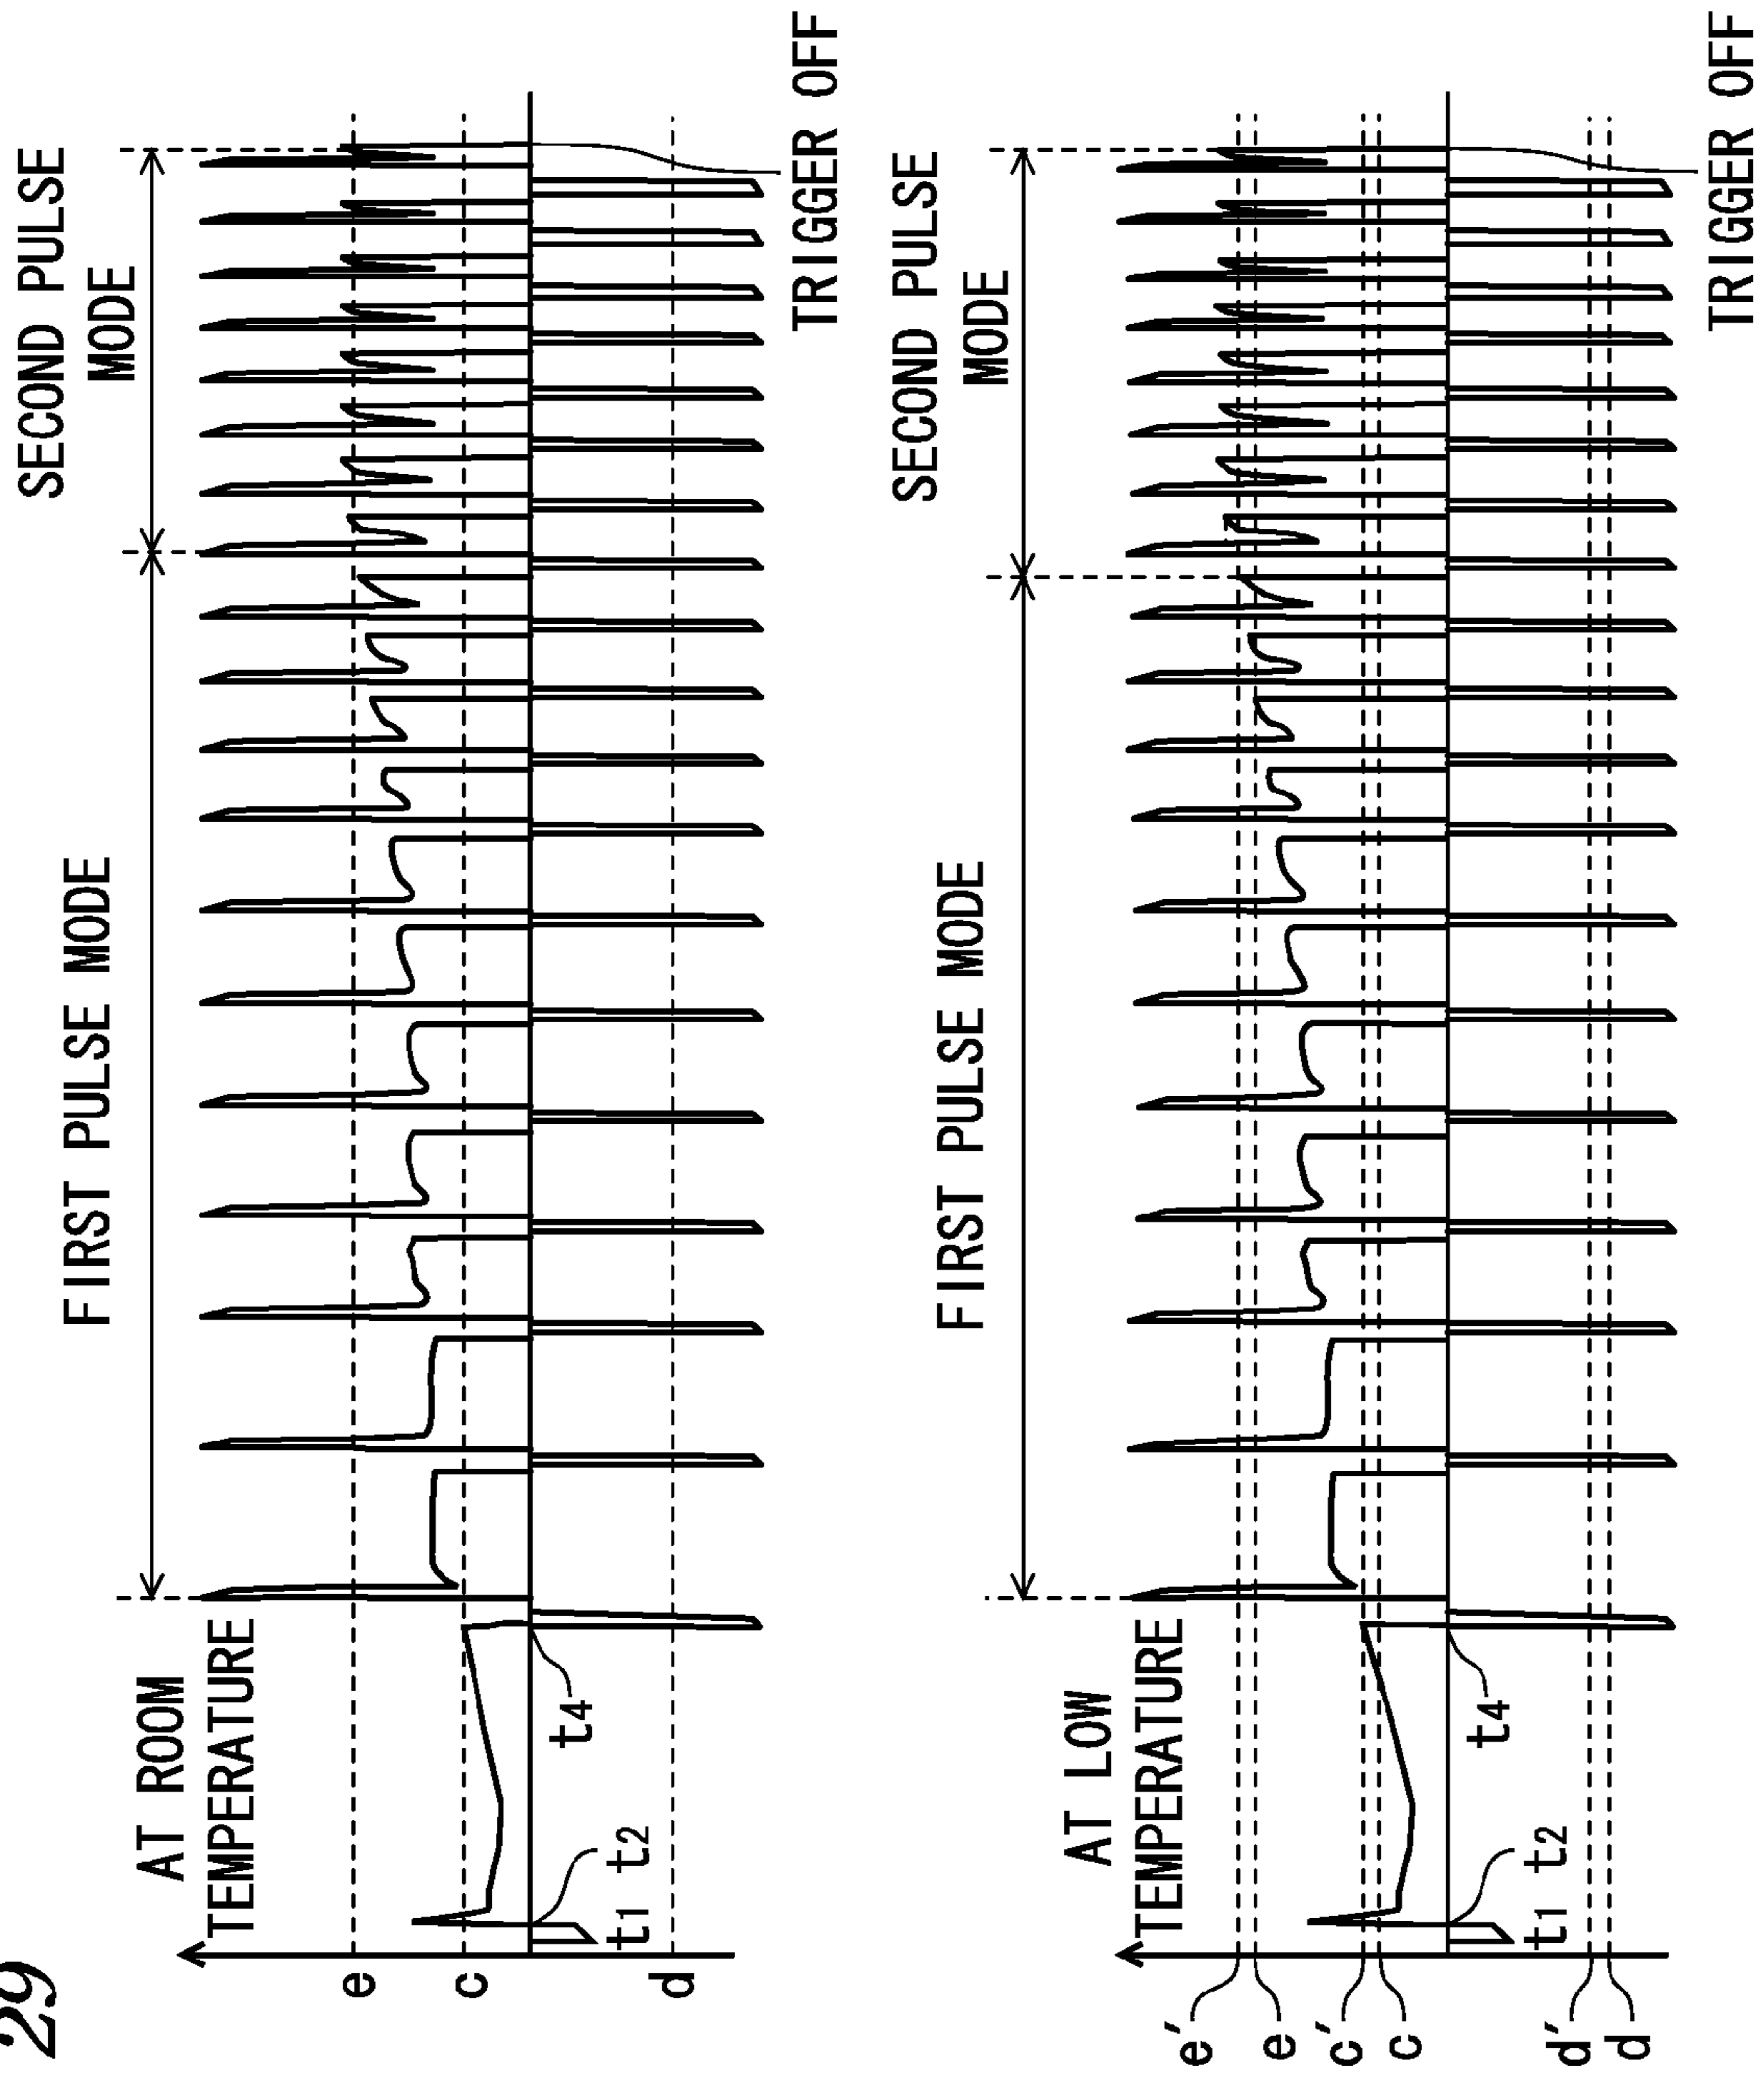 29
AT ROOM
TEMPERATURE
FIRST PULSE MODE
SECOND PULSE
MODE
e
c
d
t1
t2
t4
TRIGGER OFF
AT LOW
TEMPERATURE
FIRST PULSE MODE
SECOND PULSE
MODE
e′
e
c′
c
d′
d
t1
t2
t4
TRIGGER OFF